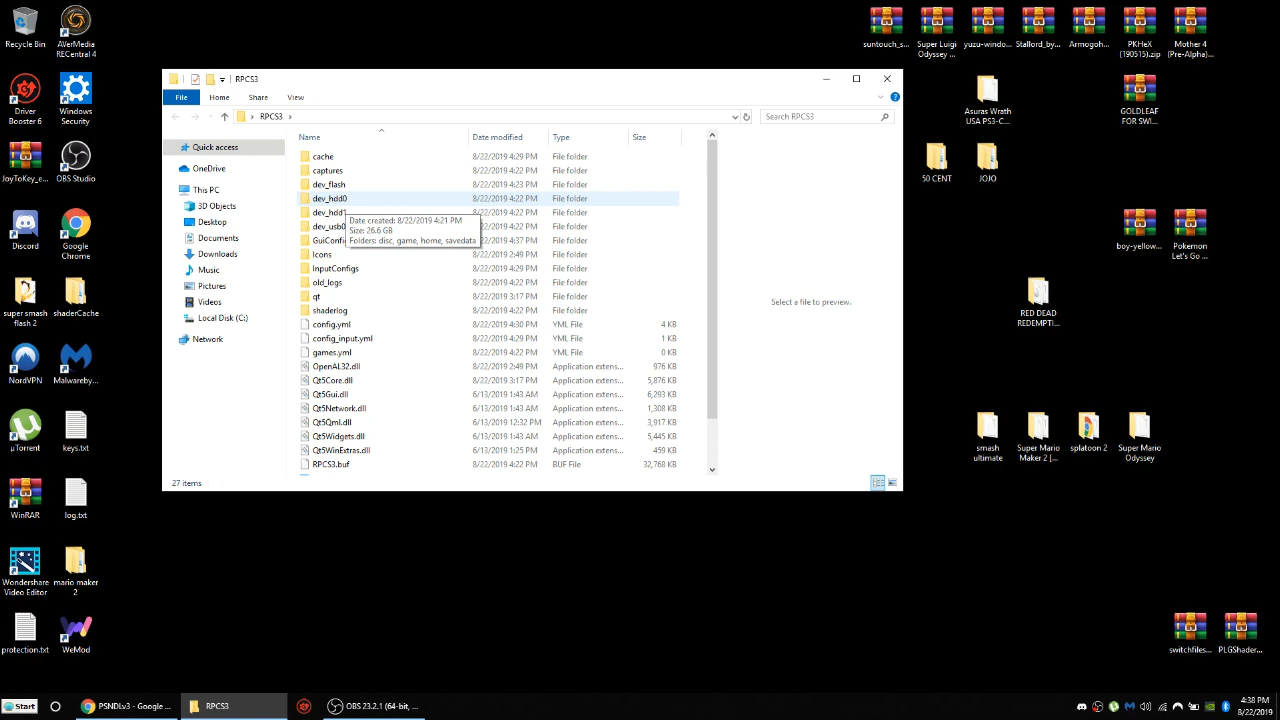 Recycle Bin
AVerMedia
RECentral 4
suntouch_s...
Super Luigi
Odyssey ...
yuzu-windo...
Stallord_by...
Armogoh...
PKHeX
(190515).zip
Mother 4
(Pre-Alpha)...
Driver
Booster 6
Windows
Security
Asuras Wrath
USA PS3-C...
GOLDLEAF
FOR SWI...
JoyToKey_e...
OBS Studio
50 CENT
JOJO
Discord
Google
Chrome
boy-yellow...
Pokemon
Let's Go ...
super smash
flash 2
shaderCache
RED DEAD
REDEMPTI...
NordVPN
Malwareby...
µTorrent
keys.txt
smash
ultimate
Super Mario
Maker 2 [...
splatoon 2
Super Mario
Odyssey
WinRAR
log.txt
Wondershare
Video Editor
mario maker
2
protection.txt
WeMod
switchfiles...
PLGShader...
RPCS3
File Home Share View
RPCS3
Search RPCS3
Quick access
OneDrive
This PC
3D Objects
Desktop
Documents
Downloads
Music
Pictures
Videos
Local Disk (C:)
Network
Name Date modified Type Size
cache 8/22/2019 4:29 PM File folder
captures 8/22/2019 4:22 PM File folder
dev_flash 8/22/2019 4:23 PM File folder
dev_hdd0 8/22/2019 4:22 PM File folder
dev_hdd1 8/22/2019 4:22 PM File folder
dev_usb0 8/22/2019 4:22 PM File folder
GuiConfi 8/22/2019 4:37 PM File folder
Icons 8/22/2019 2:49 PM File folder
InputConfigs 8/22/2019 4:22 PM File folder
old_logs 8/22/2019 4:22 PM File folder
qt 8/22/2019 3:17 PM File folder
shaderlog 8/22/2019 4:22 PM File folder
config.yml 8/22/2019 4:30 PM YML File 4 KB
config_input.yml 8/22/2019 4:29 PM YML File 1 KB
games.yml 8/22/2019 4:22 PM YML File 0 KB
OpenAL32.dll 8/22/2019 2:49 PM Application extens... 976 KB
Qt5Core.dll 8/22/2019 3:17 PM Application extens... 5,876 KB
Qt5Gui.dll 6/13/2019 1:43 AM Application extens... 6,293 KB
Qt5Network.dll 6/13/2019 1:43 AM Application extens... 1,308 KB
Qt5Qml.dll 6/13/2019 12:32 PM Application extens... 3,917 KB
Qt5Widgets.dll 6/13/2019 1:43 AM Application extens... 5,445 KB
Qt5WinExtras.dll 6/13/2019 1:25 PM Application extens... 459 KB
RPCS3.buf 8/22/2019 4:22 PM BUF File 32,768 KB
Date created: 8/22/2019 4:21 PM
Size: 26.6 GB
Folders: disc, game, home, savedata
Select a file to preview.
27 items
Start
PSNDLv3 - Google ...
RPCS3
OBS 23.2.1 (64-bit, ...
4:38 PM
8/22/2019